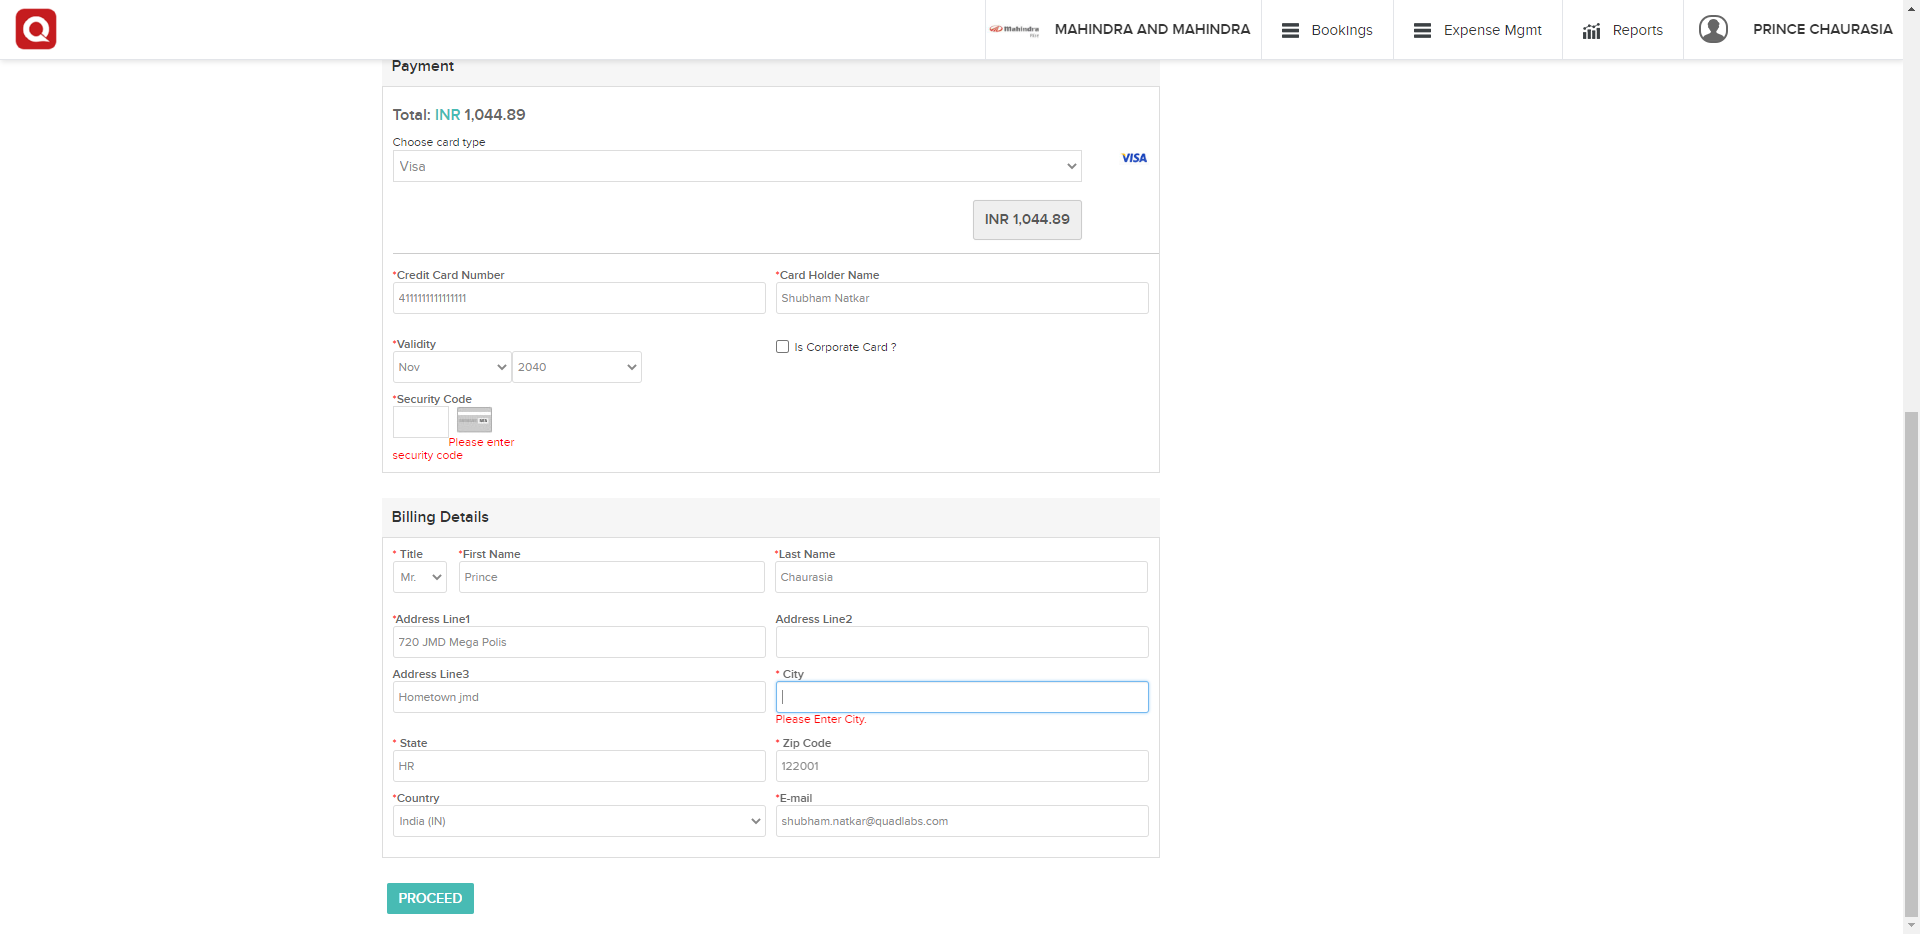 Mahindra
MAHINDRA AND MAHINDRA
Bookings
Expense Mgmt
Reports
PRINCE CHAURASIA
Payment
Total: INR 1,044.89
Choose card type
Visa
VISA
INR 1,044.89
*Credit Card Number
*Card Holder Name
4111111111111111
Shubham Natkar
*Validity
Is Corporate Card ?
Nov
2040
*Security Code
Please enter
security code
Billing Details
* Title
*First Name
*Last Name
Mr.
Prince
Chaurasia
*Address Line1
Address Line2
720 JMD Mega Polis
Address Line3
* City
Hometown jmd
Please Enter City.
* State
* Zip Code
HR
122001
*Country
*E-mail
India (IN)
shubham.natkar@quadlabs.com
PROCEED